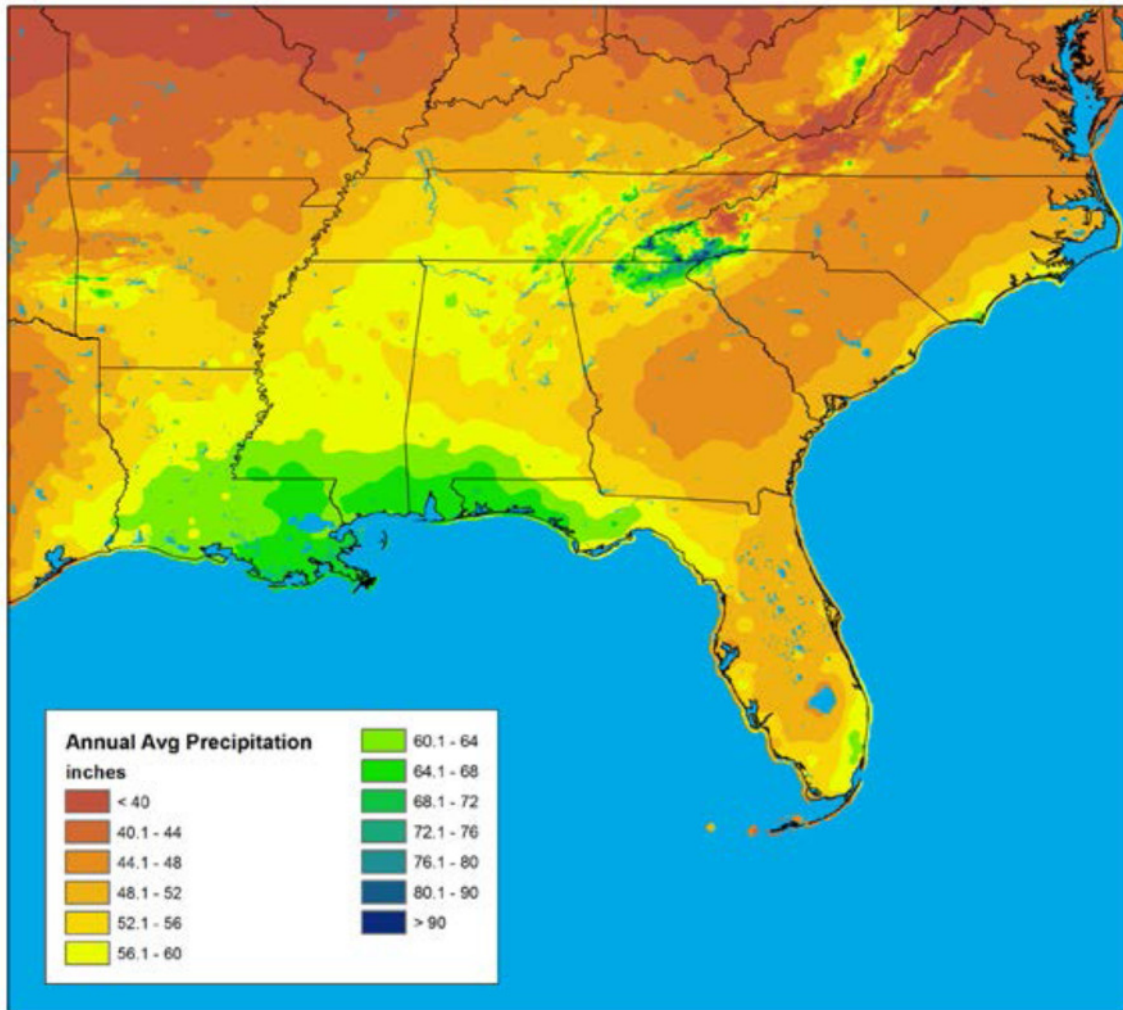 Annual Avg Precipitation
inches
< 40
40.1 - 44
44.1 - 48
48.1 - 52
52.1 - 56
56.1 - 60
60.1 - 64
64.1 - 68
68.1 - 72
72.1 - 76
76.1 - 80
80.1 - 90
> 90